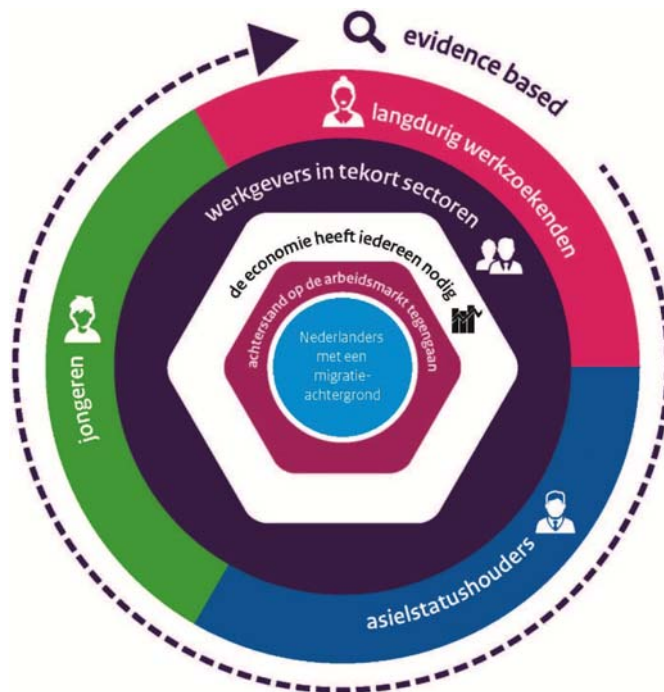 evidence based
langdurig werkzoekenden
werkgevers in tekort sectoren
de economie heeft iedereen nodig
achterstand op de arbeidsmarkt tegengaan
Nederlanders
met een
migratie-
achtergrond
jongeren
asielstatushouders